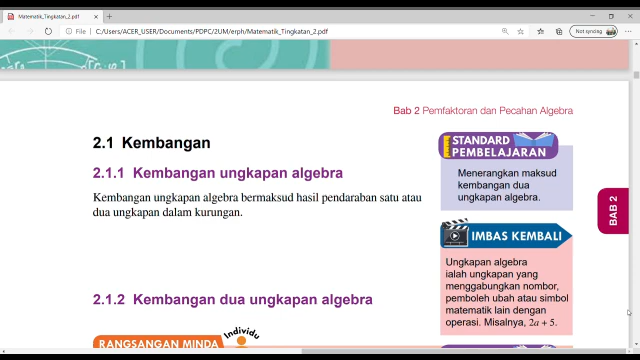 Matematik_Tingkatan_2.pdf
File
C:/Users/ACER_USER/Documents/PDPC/2UM/erph/Matematik_Tingkatan_2.pdf
Not syncing
Bab 2 Pemfaktoran dan Pecahan Algebra
2.1 Kembangan
2.1.1 Kembangan ungkapan algebra
Kembangan ungkapan algebra bermaksud hasil pendaraban satu atau
dua ungkapan dalam kurungan.
2.1.2 Kembangan dua ungkapan algebra
RANGSANGAN MINDA
Individu
STANDARD
PEMBELAJARAN
Menerangkan maksud
kembangan dua
ungkapan algebra.
IMBAS KEMBALI
Ungkapan algebra
ialah ungkapan yang
menggabungkan nombor,
pemboleh ubah atau simbol
matematik lain dengan
operasi. Misalnya, 2a + 5.
BAB 2